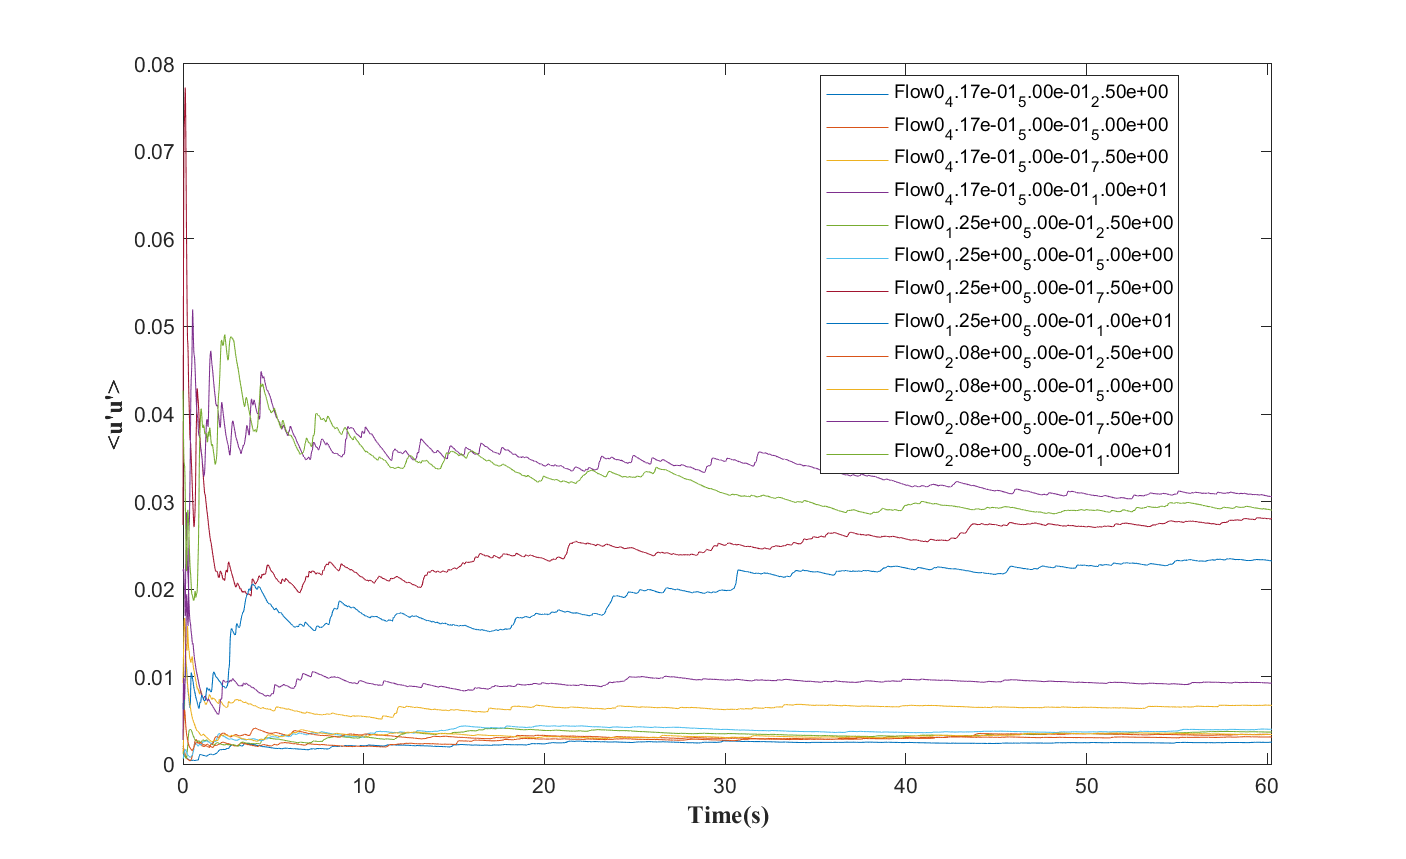 0.08
0.07
0.06
0.05
0.04
0.03
0.02
0.01
0
<u'u'>
0 10 20 30 40 50 60
Time(s)
Flow0₄.17e-01₅.00e-01₂.50e+00
Flow0₄.17e-01₅.00e-01₅.00e+00
Flow0₄.17e-01₅.00e-01₇.50e+00
Flow0₄.17e-01₅.00e-01₁.00e+01
Flow0₁.25e+00₅.00e-01₂.50e+00
Flow0₁.25e+00₅.00e-01₅.00e+00
Flow0₁.25e+00₅.00e-01₇.50e+00
Flow0₁.25e+00₅.00e-01₁.00e+01
Flow0₂.08e+00₅.00e-01₂.50e+00
Flow0₂.08e+00₅.00e-01₅.00e+00
Flow0₂.08e+00₅.00e-01₇.50e+00
Flow0₂.08e+00₅.00e-01₁.00e+01